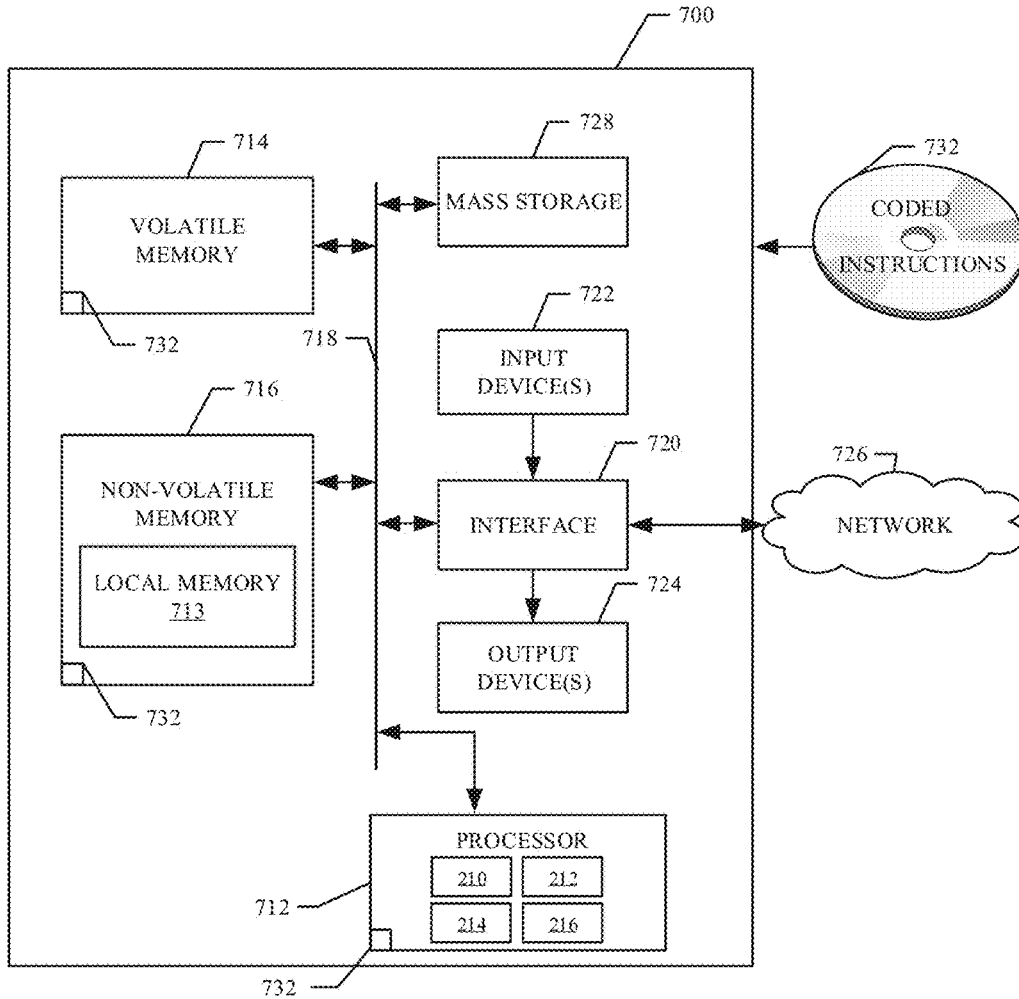 700
714
VOLATILE
MEMORY
732
728
MASS STORAGE
732
CODED
INSTRUCTIONS
718
722
INPUT
DEVICE(S)
716
NON-VOLATILE
MEMORY
LOCAL MEMORY
713
732
720
INTERFACE
726
NETWORK
724
OUTPUT
DEVICE(S)
PROCESSOR
210
212
214
216
712
732